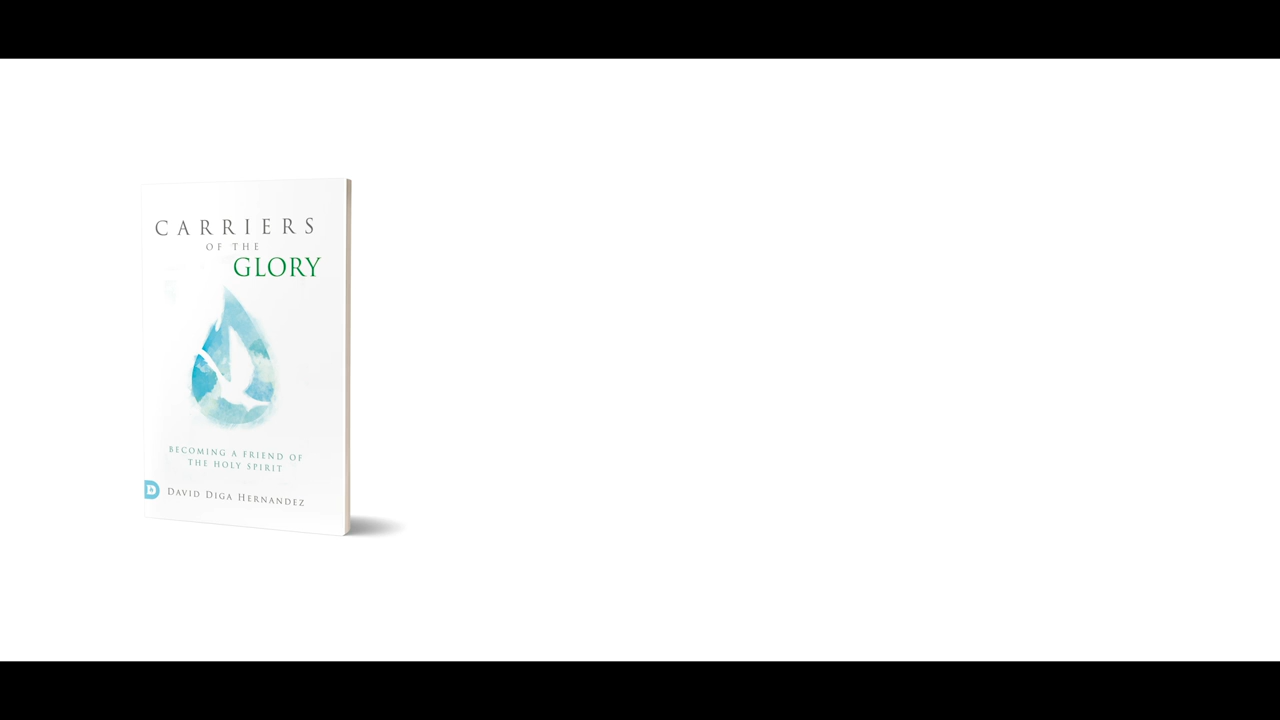 CARRIERS
OF THE
GLORY
BECOMING A FRIEND OF
THE HOLY SPIRIT
D
DAVID DIGA HERNANDEZ